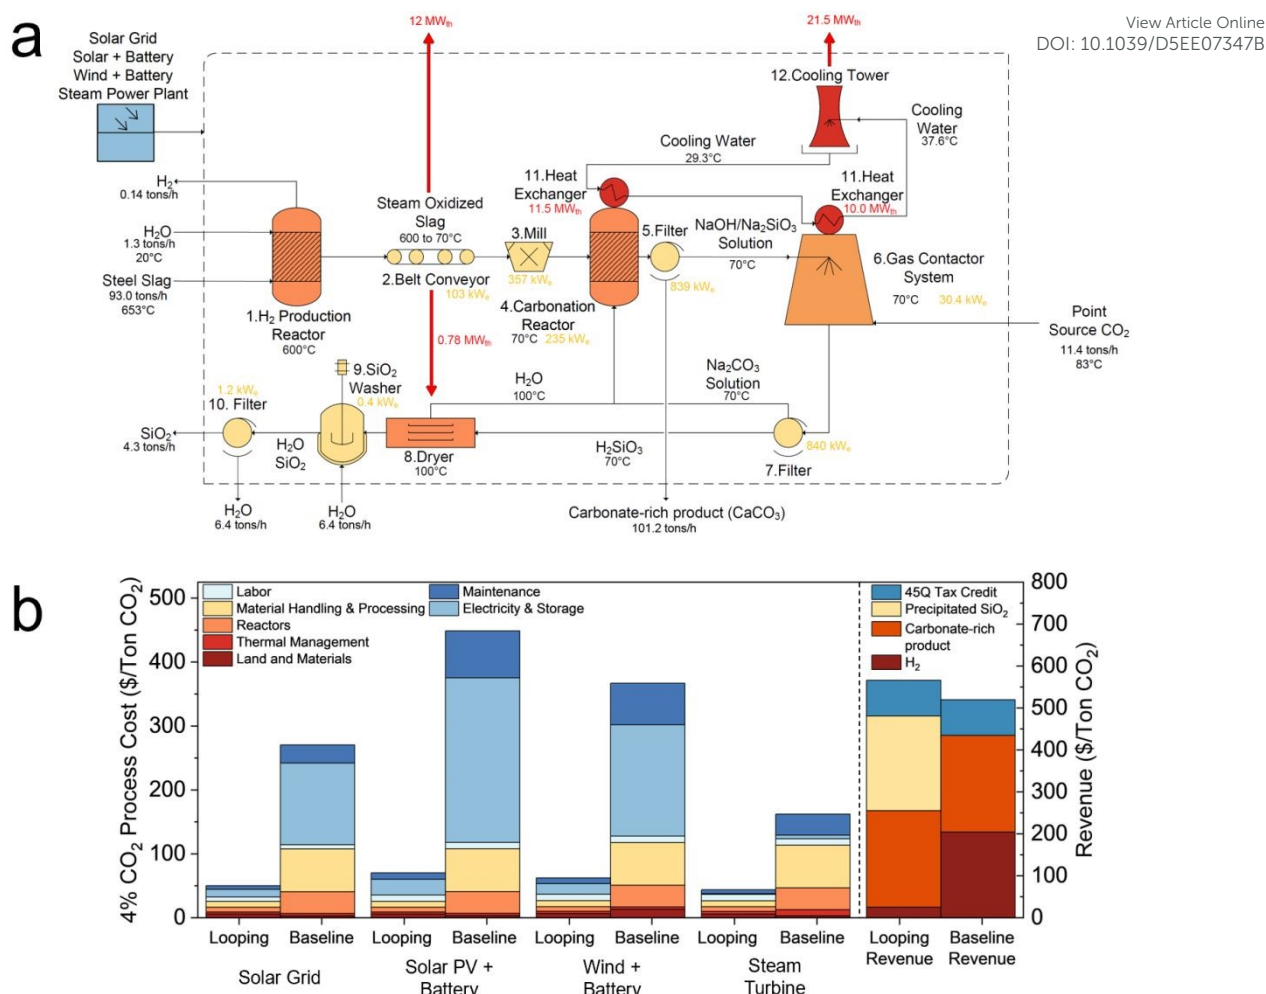 a
View Article Online
DOI: 10.1039/D5EE07347B
Solar Grid
Solar + Battery
Wind + Battery
Steam Power Plant
12 MWth
21.5 MWth
12.Cooling Tower
Cooling
Water
37.6°C
Cooling Water
29.3°C
H2
0.14 tons/h
H2O
1.3 tons/h
20°C
Steel Slag
93.0 tons/h
653°C
1.H2 Production
Reactor
600°C
Steam Oxidized
Slag
600 to 70°C
2.Belt Conveyor
103 kWe
3.Mill
357 kWe
11.Heat
Exchanger
11.5 MWth
4.Carbonation
Reactor
70°C 235 kWe
5.Filter
839 kWe
NaOH/Na2SiO3
Solution
70°C
11.Heat
Exchanger
10.0 MWth
6.Gas Contactor
System
70°C 30.4 kWe
Point
Source CO2
11.4 tons/h
83°C
0.78 MWth
H2O
100°C
Na2CO3
Solution
70°C
9.SiO2
Washer
0.4 kWe
1.2 kWe
10. Filter
SiO2
4.3 tons/h
H2O
SiO2
8.Dryer
100°C
H2SiO3
70°C
840 kWe
7.Filter
H2O
6.4 tons/h
H2O
6.4 tons/h
Carbonate-rich product (CaCO3)
101.2 tons/h
b
4% CO2 Process Cost ($/Ton CO2)
500
400
300
200
100
0
Labor
Material Handling & Processing
Reactors
Thermal Management
Land and Materials
Maintenance
Electricity & Storage
45Q Tax Credit
Precipitated SiO2
Carbonate-rich
product
H2
800
700
600
500
400
300
200
100
0
Revenue ($/Ton CO2)
Looping Baseline Looping Baseline Looping Baseline Looping Baseline
Looping Baseline
Revenue Revenue
Solar Grid
Solar PV +
Battery
Wind +
Battery
Steam
Turbine